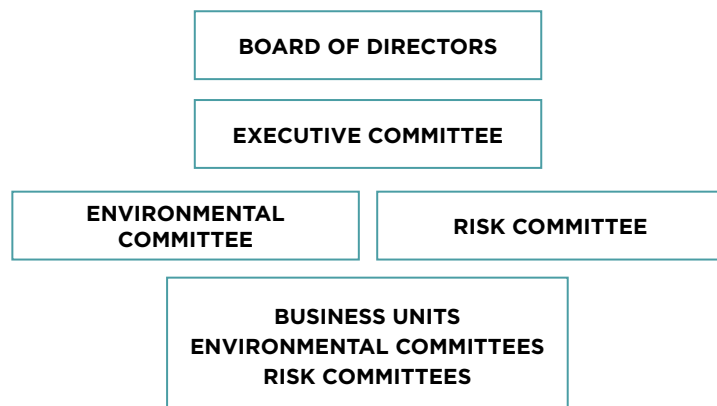 BOARD OF DIRECTORS
EXECUTIVE COMMITTEE
ENVIRONMENTAL
COMMITTEE
RISK COMMITTEE
BUSINESS UNITS
ENVIRONMENTAL COMMITTEES
RISK COMMITTEES